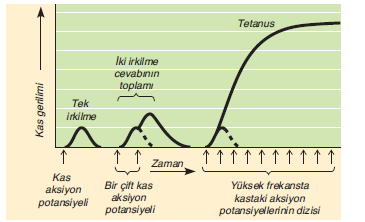 Tetanus
İki irkilme
cevabının
toplamı
Tek
irkilme
Kas gerilimi
Zaman
Kas
aksiyon
potansiyeli
Bir çift kas
aksiyon
potansiyeli
Yüksek frekansta
kastaki aksiyon
potansiyellerinin dizisi